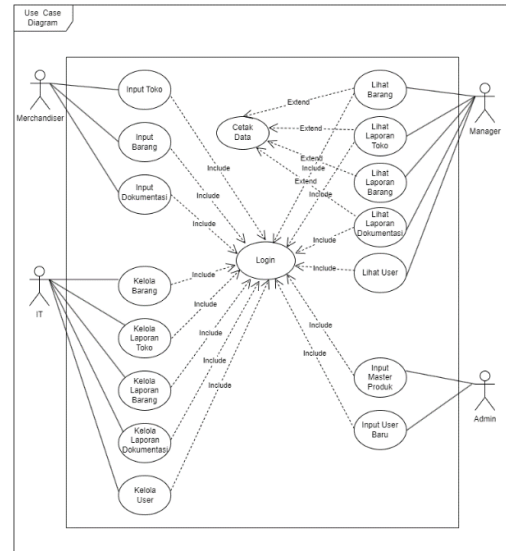 Use Case
Diagram
Merchandiser
Input Toko
Input
Barang
Input
Dokumentasi
Cetak
Data
Lihat
Barang
Lihat
Laporan
Toko
Lihat
Laporan
Barang
Lihat
Laporan
Dokumentasi
Lihat User
Manager
Extend
Extend
Extend
Include
Extend
Include
Include
Include
Include
Include
Include
Login
IT
Kelola
Barang
Kelola
Laporan
Toko
Kelola
Laporan
Barang
Kelola
Laporan
Dokumentasi
Kelola
User
Include
Include
Include
Include
Include
Include
Include
Input
Master
Produk
Input User
Baru
Admin